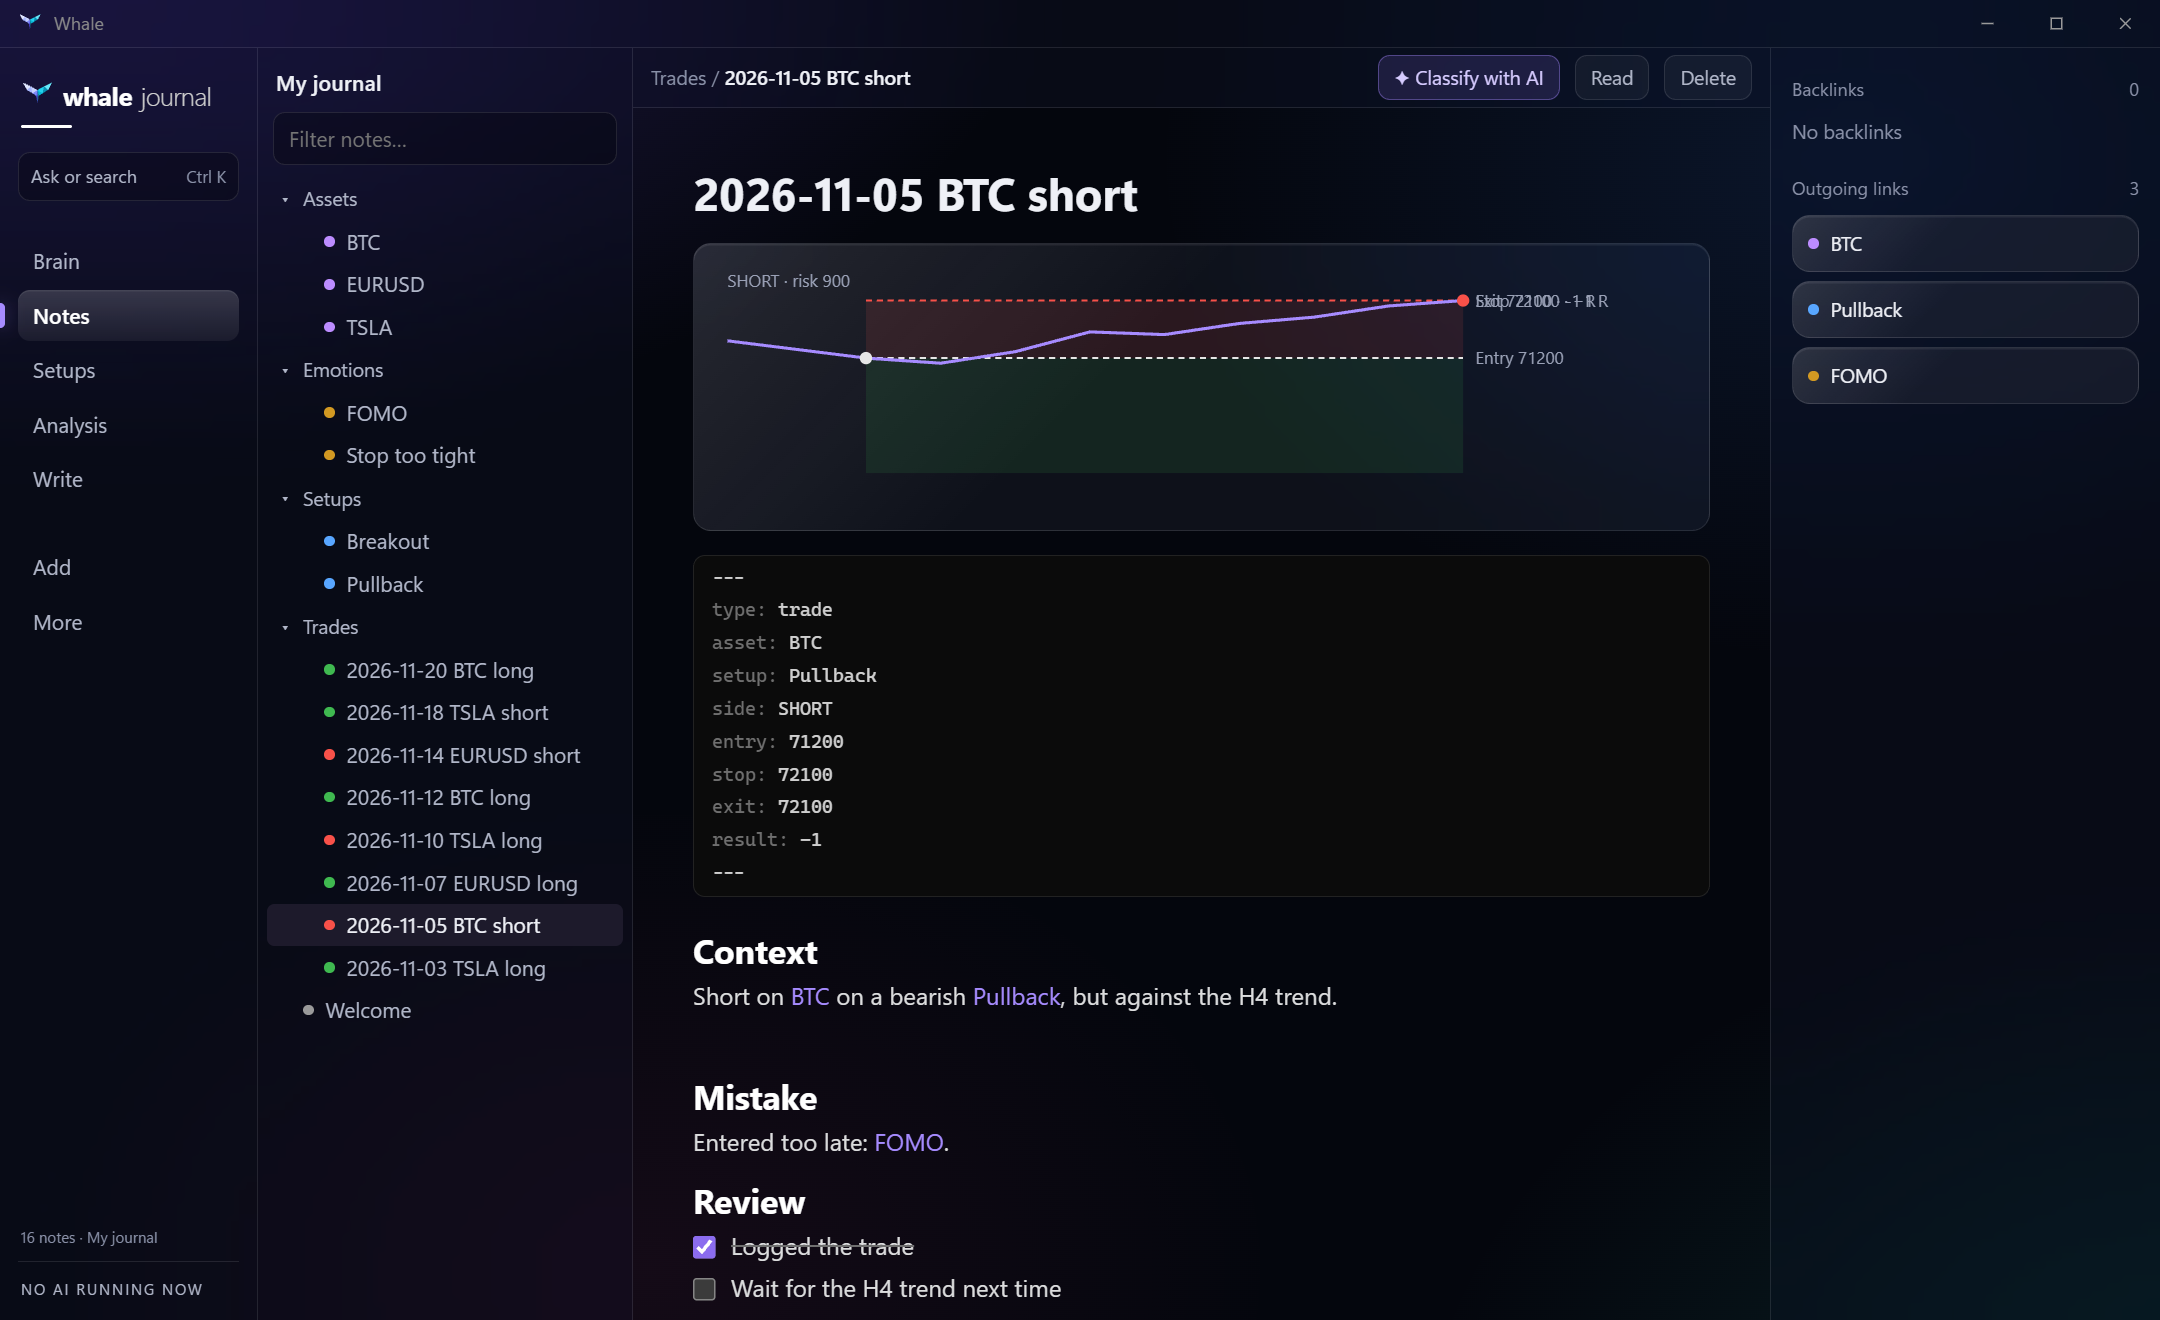 Whale
whale journal
Ask or search Ctrl K
Brain
Notes
Setups
Analysis
Write
Add
More
16 notes · My journal
NO AI RUNNING NOW
My journal
Filter notes...
Assets
BTC
EURUSD
TSLA
Emotions
FOMO
Stop too tight
Setups
Breakout
Pullback
Trades
2026-11-20 BTC long
2026-11-18 TSLA short
2026-11-14 EURUSD short
2026-11-12 BTC long
2026-11-10 TSLA long
2026-11-07 EURUSD long
2026-11-05 BTC short
2026-11-03 TSLA long
Welcome
Trades / 2026-11-05 BTC short
Classify with AI
Read
Delete
2026-11-05 BTC short
SHORT · risk 900
Entry 71200
---
type: trade
asset: BTC
setup: Pullback
side: SHORT
entry: 71200
stop: 72100
exit: 72100
result: −1
---
Context
Short on BTC on a bearish Pullback, but against the H4 trend.
Mistake
Entered too late: FOMO.
Review
Logged the trade
Wait for the H4 trend next time
Backlinks 0
No backlinks
Outgoing links 3
BTC
Pullback
FOMO